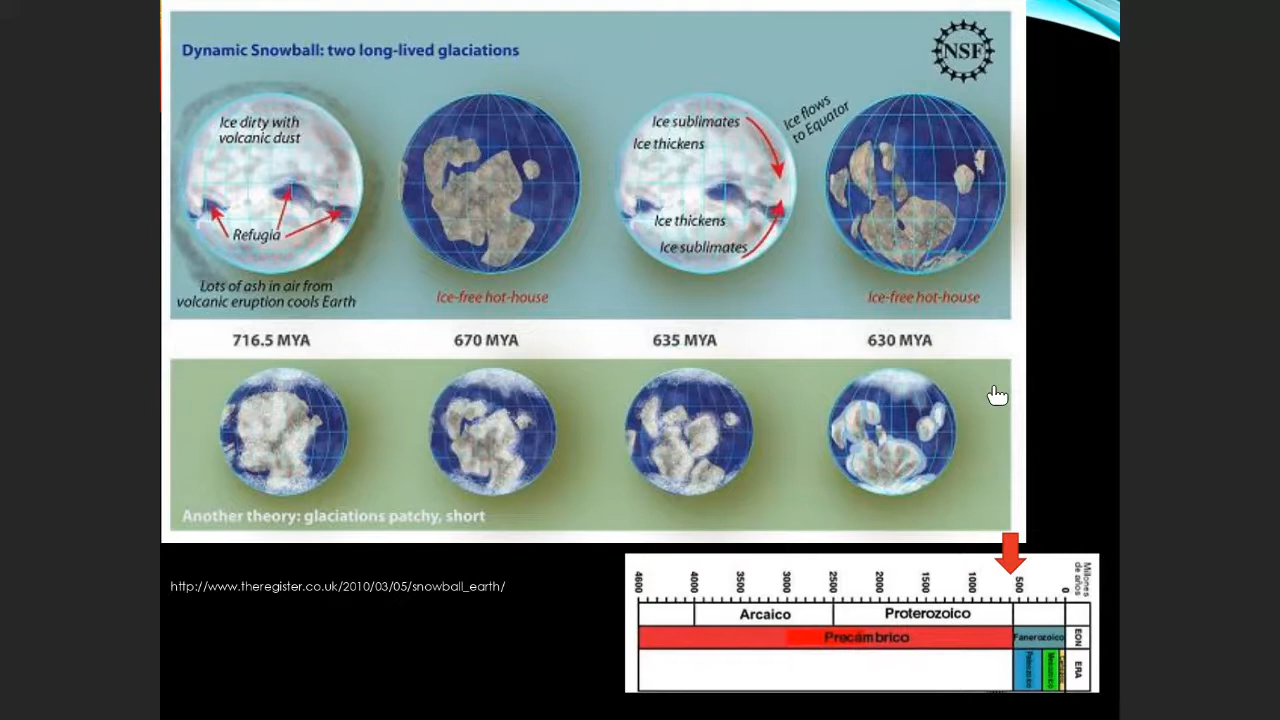 Dynamic Snowball: two long-lived glaciations
NSF
Ice dirty with
volcanic dust
Refugia
Lots of ash in air from
volcanic eruption cools Earth
Ice-free hot-house
Ice sublimates
Ice thickens
Ice thickens
Ice sublimates
Ice flows
to Equator
Ice-free hot-house
716.5 MYA
670 MYA
635 MYA
630 MYA
Another theory: glaciations patchy, short
http://www.theregister.co.uk/2010/03/05/snowball_earth/
4600
4000
3500
3000
2500
2000
1500
1000
500
0
Millones
de años
Arcaico
Proterozoico
Precámbrico
Fanerozoico
EON
Paleozoico
Mesozoico
ERA